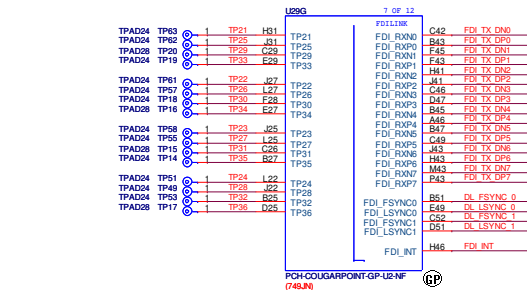 U29G 7 OF 12
FDILINK
TPAD24 TP63 1 TP21 H31 TP21 FDI_RXN0 C42 FDI_TX_DN0
TPAD24 TP62 1 TP25 J31 TP25 FDI_RXP0 B43 FDI_TX_DP0
TPAD28 TP20 1 TP29 C29 TP29 FDI_RXN1 F45 FDI_TX_DN1
TPAD24 TP19 1 TP33 E29 TP33 FDI_RXP1 F43 FDI_TX_DP1
FDI_RXN2 H41 FDI_TX_DN2
TPAD24 TP61 1 TP22 J27 TP22 FDI_RXP2 J41 FDI_TX_DP2
TPAD24 TP57 1 TP26 L27 TP26 FDI_RXN3 C46 FDI_TX_DN3
TPAD24 TP18 1 TP30 F28 TP30 FDI_RXP3 D47 FDI_TX_DP3
TPAD28 TP16 1 TP34 E27 TP34 FDI_RXN4 B45 FDI_TX_DN4
FDI_RXP4 A46 FDI_TX_DP4
TPAD24 TP58 1 TP23 J25 TP23 FDI_RXN5 B47 FDI_TX_DN5
TPAD24 TP55 1 TP27 L25 TP27 FDI_RXP5 C49 FDI_TX_DP5
TPAD28 TP15 1 TP31 C26 TP31 FDI_RXN6 J43 FDI_TX_DN6
TPAD24 TP14 1 TP35 B27 TP35 FDI_RXP6 H43 FDI_TX_DP6
FDI_RXN7 M43 FDI_TX_DN7
TPAD24 TP51 1 TP24 L22 TP24 FDI_RXP7 P43 FDI_TX_DP7
TPAD24 TP49 1 TP28 J22 TP28
TPAD24 TP53 1 TP32 B25 TP32 FDI_FSYNC0 B51 DL_FSYNC_0
TPAD28 TP17 1 TP36 D25 TP36 FDI_LSYNC0 E49 DL_LSYNC_0
FDI_FSYNC1 C52 DL_FSYNC_1
FDI_LSYNC1 D51 DL_LSYNC_1
FDI_INT H46 FDI_INT
PCH-COUGARPOINT-GP-U2-NF
(749JN)
GP